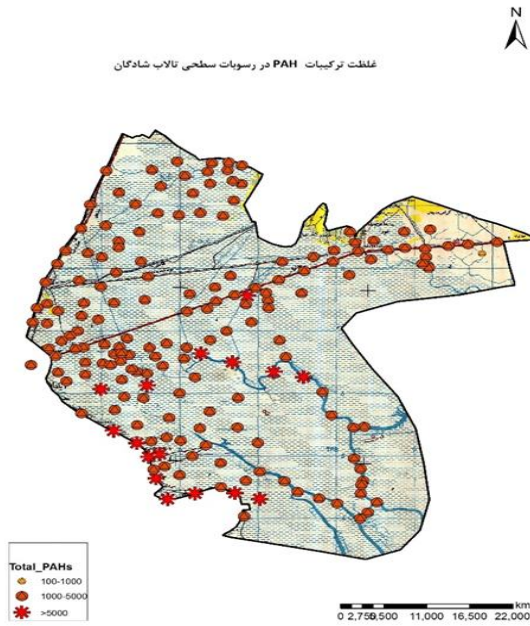 N
غلظت ترکیبات PAH در رسوبات سطحی تالاب شادگان
Total_PAHs
100-1000
1000-5000
>5000
km
0 2,750 5,500 11,000 16,500 22,000